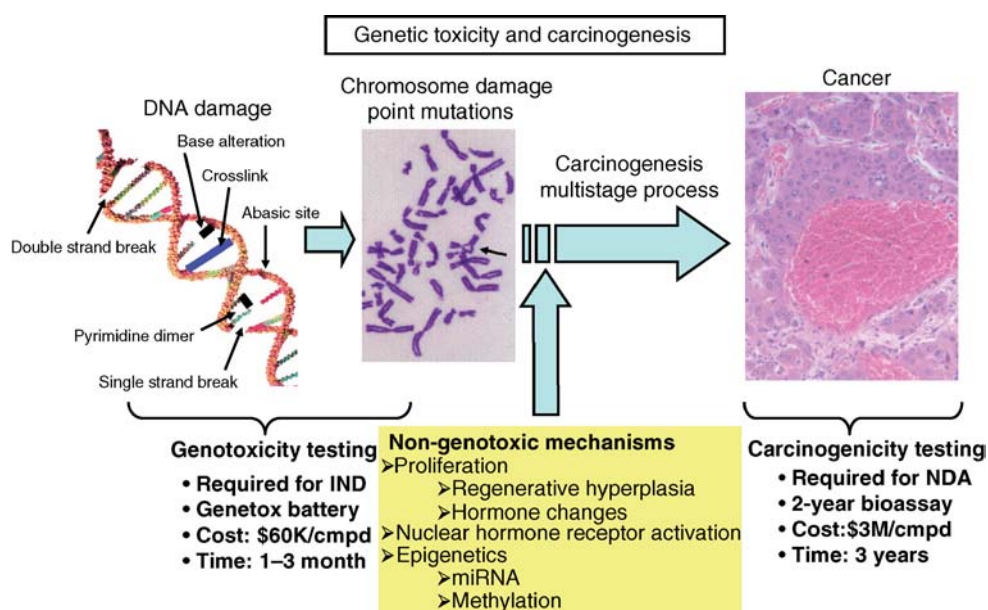 Genetic toxicity and carcinogenesis
DNA damage
Base alteration
Crosslink
Abasic site
Double strand break
Pyrimidine dimer
Single strand break
Chromosome damage
point mutations
Carcinogenesis
multistage process
Cancer
Genotoxicity testing
• Required for IND
• Genetox battery
• Cost: $60K/cmpd
• Time: 1–3 month
Non-genotoxic mechanisms
➢Proliferation
➢Regenerative hyperplasia
➢Hormone changes
➢Nuclear hormone receptor activation
➢Epigenetics
➢miRNA
➢Methylation
Carcinogenicity testing
• Required for NDA
• 2-year bioassay
• Cost:$3M/cmpd
• Time: 3 years